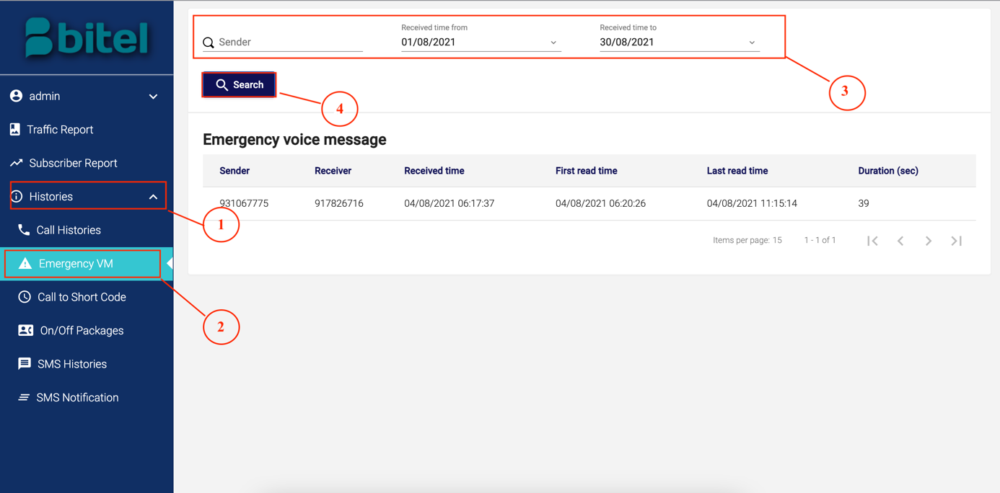 bitel
admin
Traffic Report
Subscriber Report
Histories
Call Histories
Emergency VM
Call to Short Code
On/Off Packages
SMS Histories
SMS Notification
1
2
Sender
Received time from
01/08/2021
Received time to
30/08/2021
3
Search
4
Emergency voice message
Sender Receiver Received time First read time Last read time Duration (sec)
931067775 917826716 04/08/2021 06:17:37 04/08/2021 06:20:26 04/08/2021 11:15:14 39
Items per page: 15 1 - 1 of 1